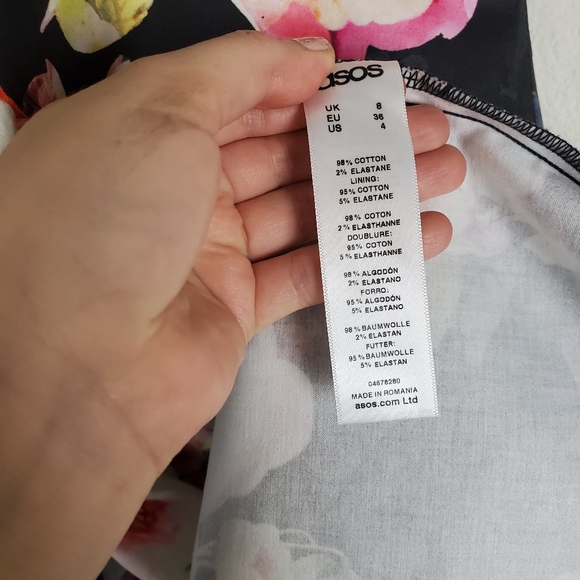 asos
UK 8
EU 36
US 4
98% COTTON
2% ELASTANE
LINING:
95% COTTON
5% ELASTANE
98% COTON
2% ELASTHANNE
DOUBLURE:
95% COTON
5% ELASTHANNE
98% ALGODÓN
2% ELASTANO
FORRO:
95% ALGODÓN
5% ELASTANO
98% BAUMWOLLE
2% ELASTAN
FUTTER:
95% BAUMWOLLE
5% ELASTAN
04678280
MADE IN ROMANIA
asos.com Ltd